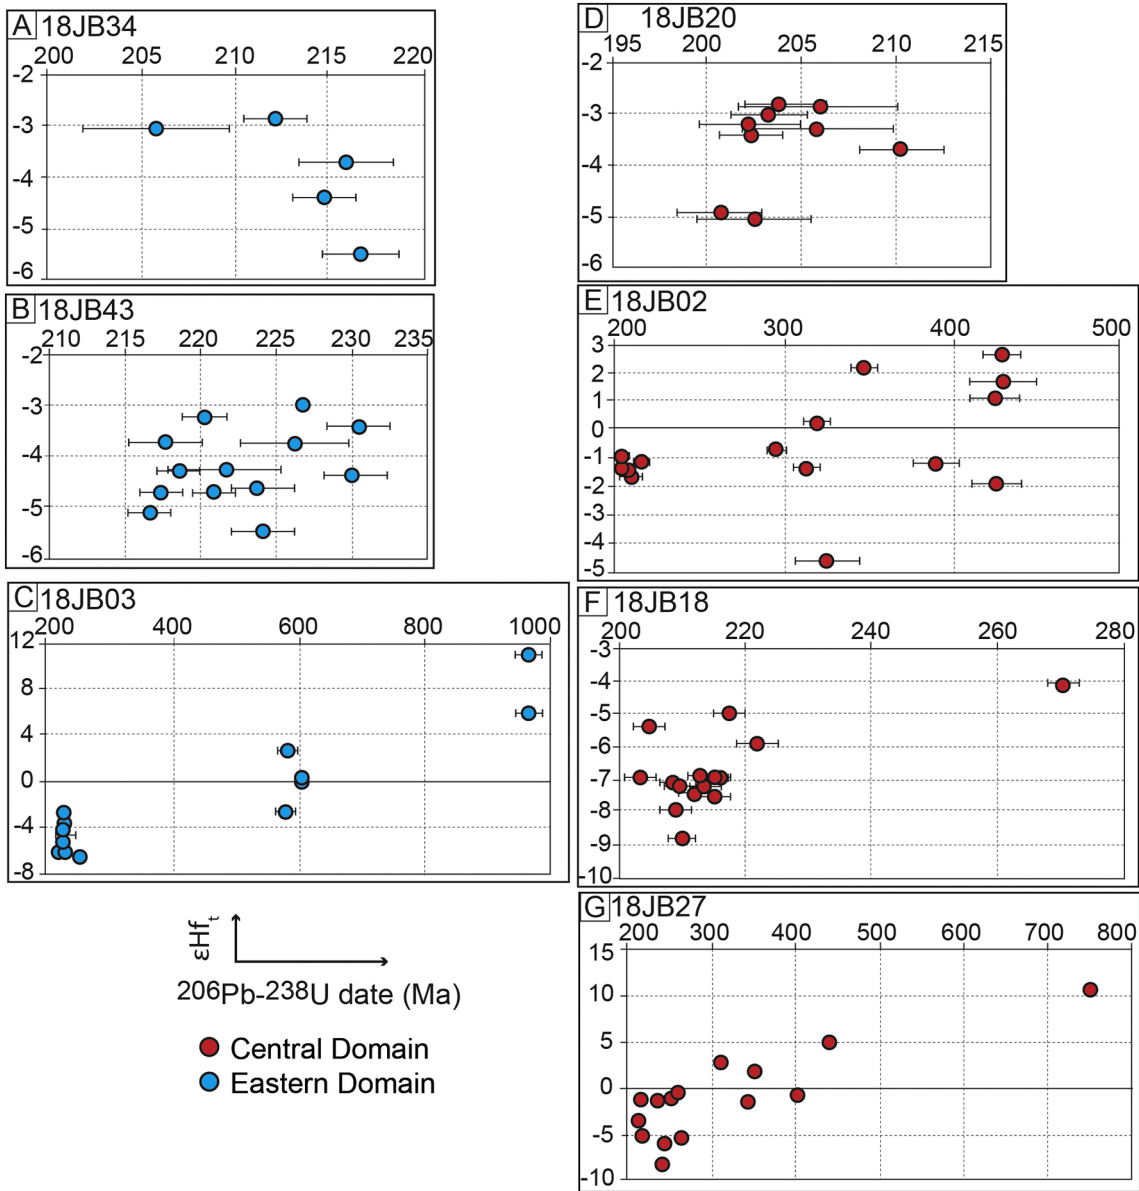 A 18JB34
200 205 210 215 220
-2
-3
-4
-5
-6
B 18JB43
210 215 220 225 230 235
-2
-3
-4
-5
-6
C 18JB03
200 400 600 800 1000
12
8
4
0
-4
-8
εHft
206Pb-238U date (Ma)
Central Domain
Eastern Domain
D 18JB20
195 200 205 210 215
-2
-3
-4
-5
-6
E 18JB02
200 300 400 500
3
2
1
0
-1
-2
-3
-4
-5
F 18JB18
200 220 240 260 280
-3
-4
-5
-6
-7
-8
-9
-10
G 18JB27
200 300 400 500 600 700 800
15
10
5
0
-5
-10